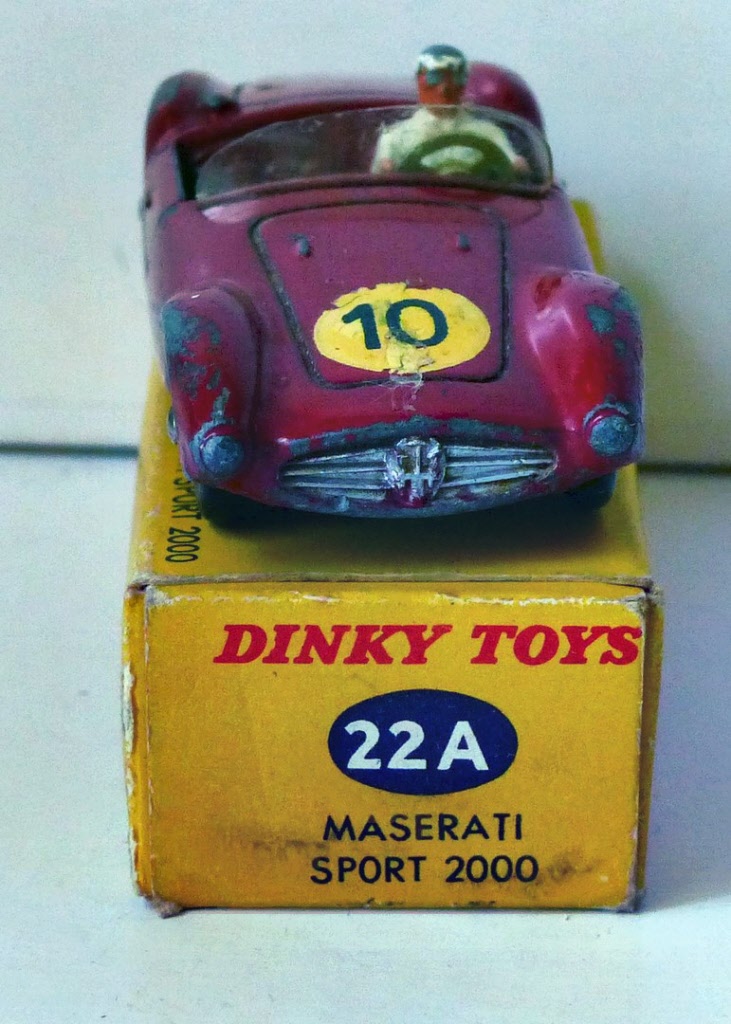 10
SPORT 2000
DINKY TOYS
22A
MASERATI
SPORT 2000